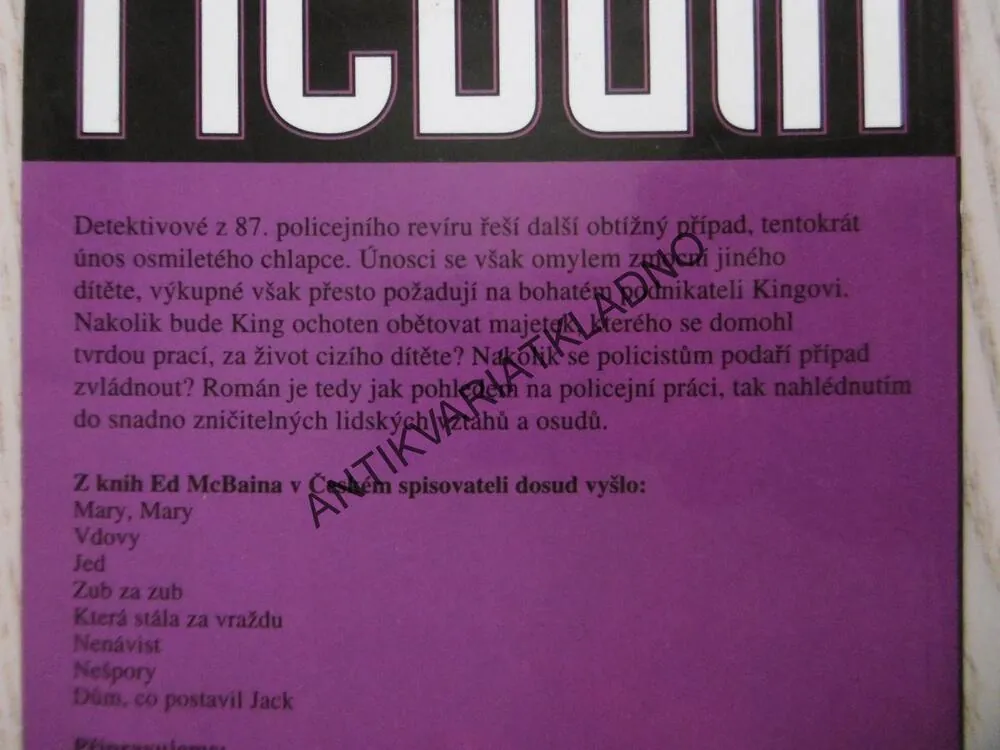 McBain
Detektivové z 87. policejního revíru řeší další obtížný případ, tentokrát
únos osmiletého chlapce. Únosci se však omylem zmocní jiného
dítěte, výkupné však přesto požadují na bohatém podnikateli Kingovi.
Nakolik bude King ochoten obětovat majetek, kterého se domohl
tvrdou prací, za život cizího dítěte? Nakolik se policistům podaří případ
zvládnout? Román je tedy jak pohledem na policejní práci, tak nahlédnutím
do snadno zničitelných lidských vztahů a osudů.
Z knih Ed McBaina v Českém spisovateli dosud vyšlo:
Mary, Mary
Vdovy
Jed
Zub za zub
Která stála za vraždu
Nenávist
Nešpory
Dům, co postavil Jack
Připravujeme:
ANTIKVARIATKLADNO